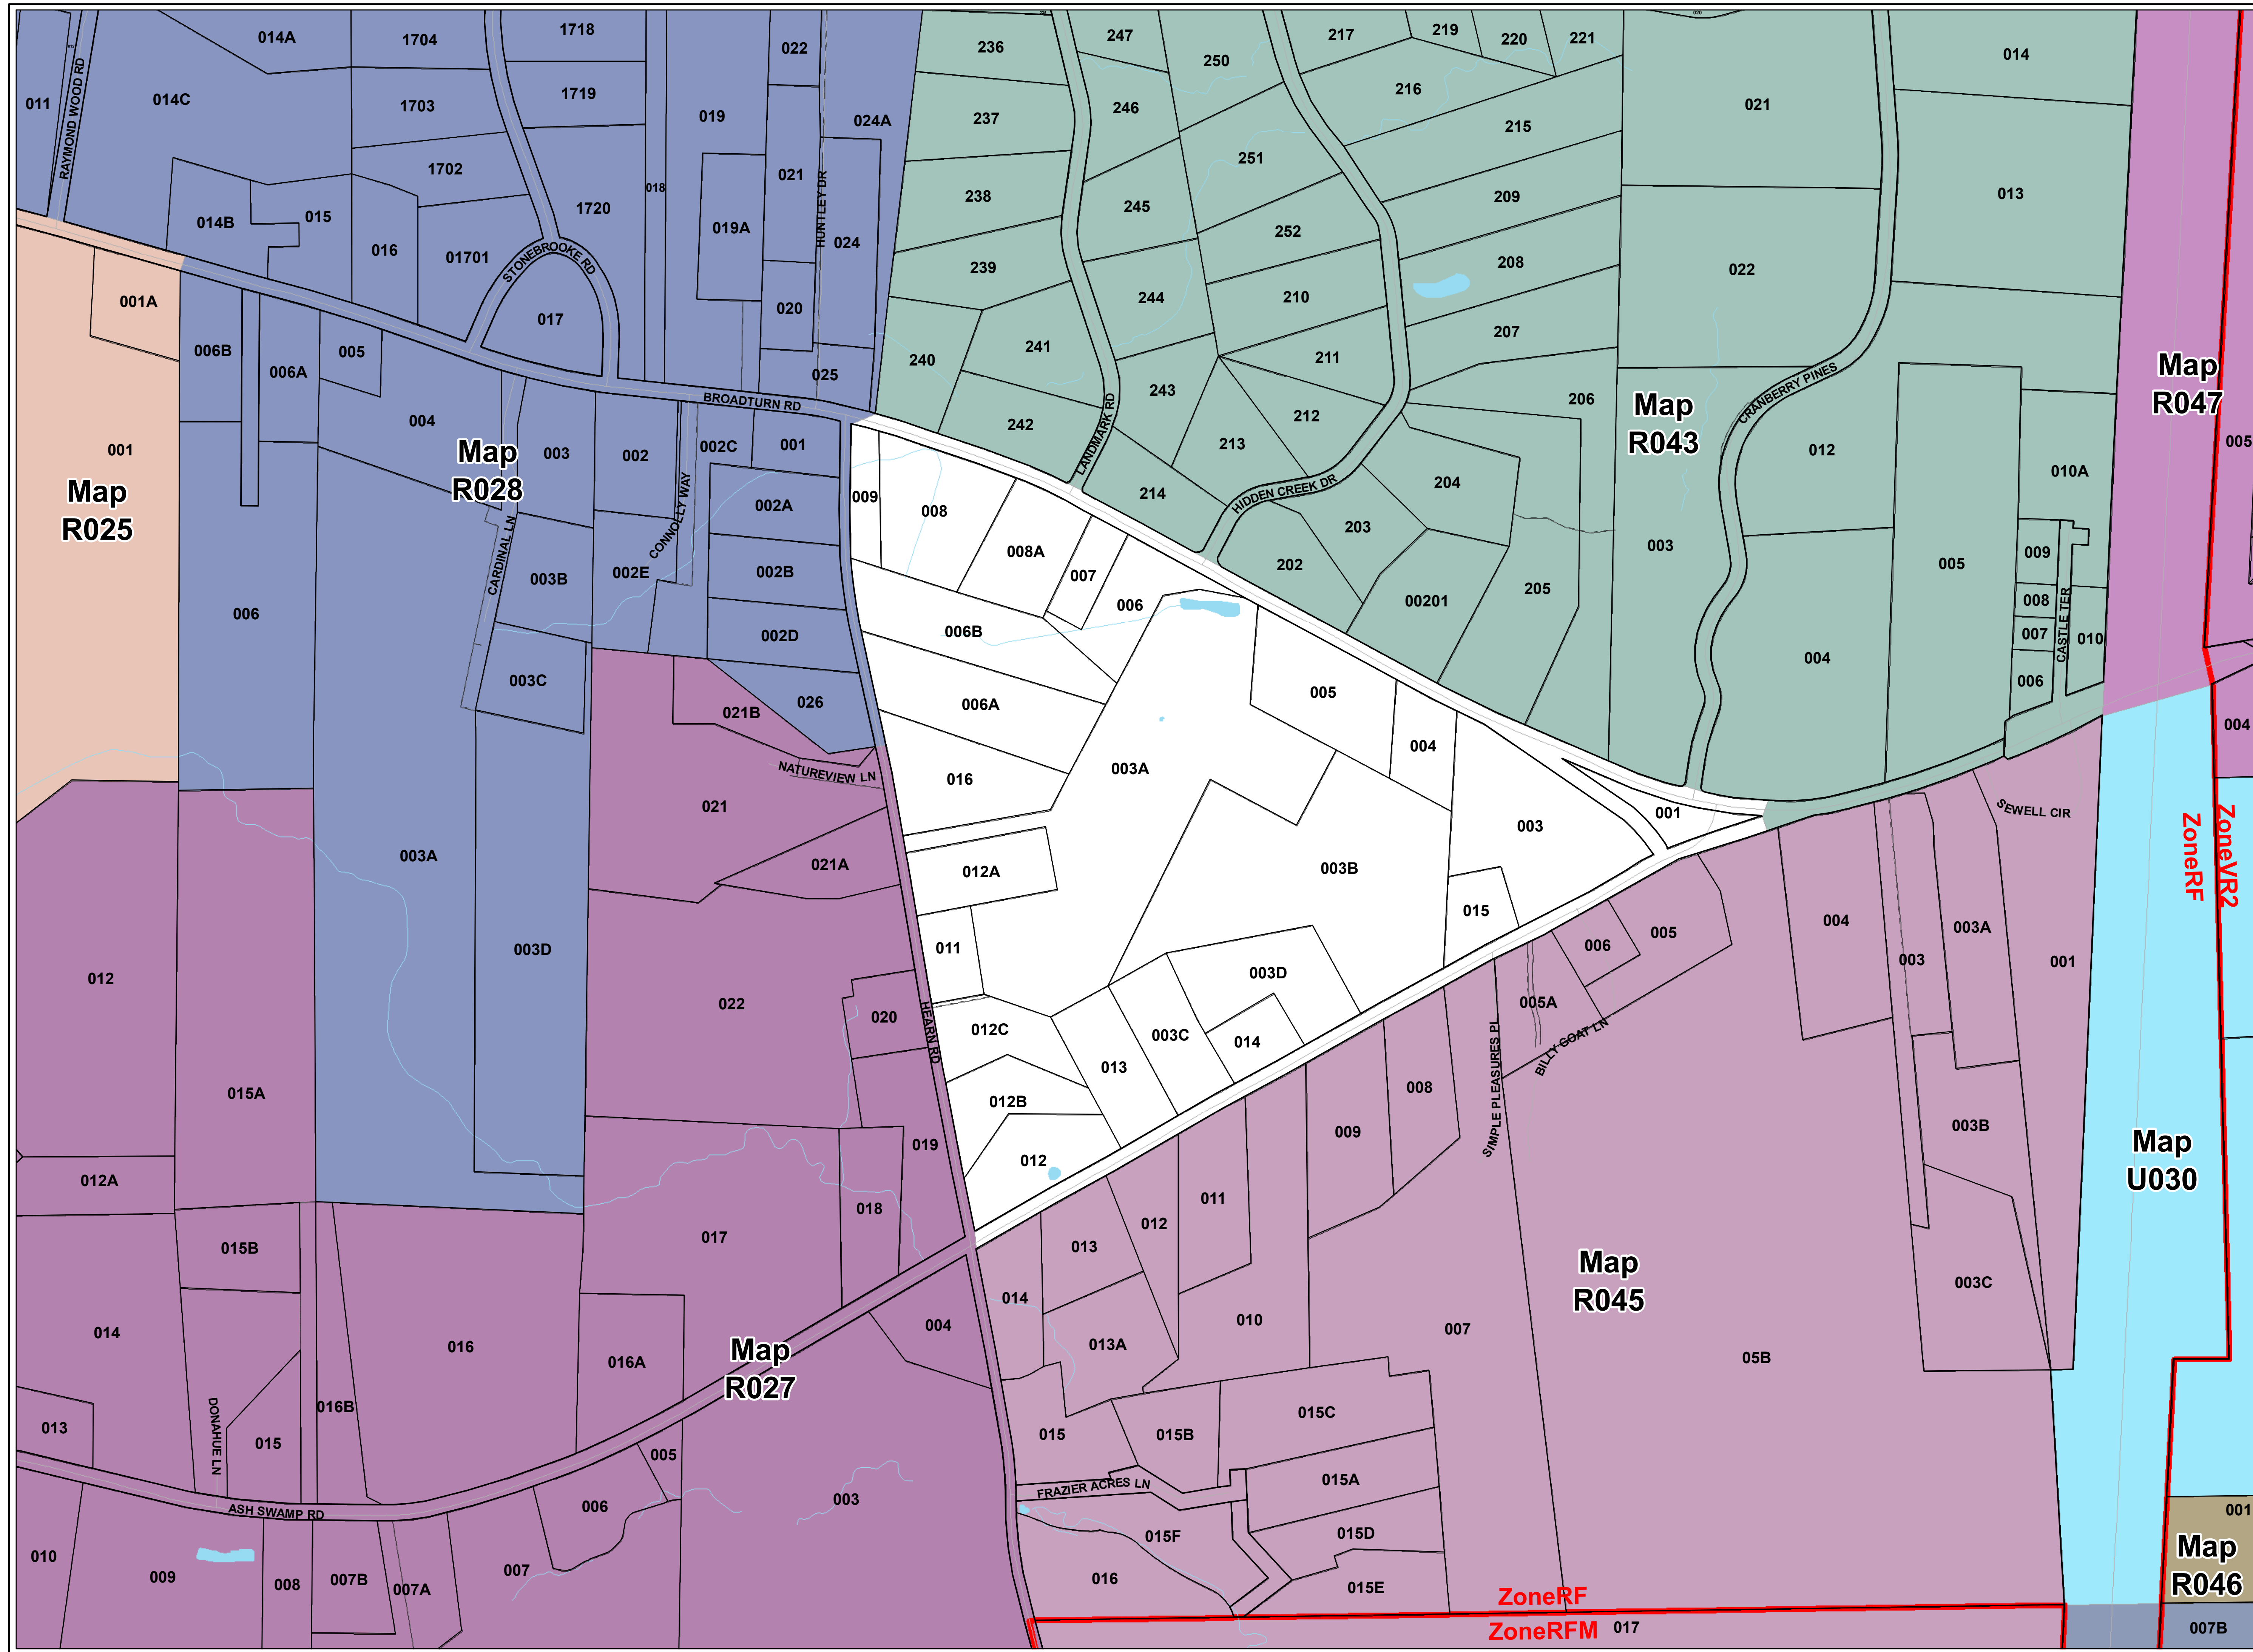 014A
1704
1718
022
236
247
250
217
219
220
221
014
011
RAYMOND WOOD RD
014C
1703
1719
019
021
024A
237
246
216
215
021
1702
1720
018
019A
HUNTLEY DR
024
238
245
251
209
013
014B
015
016
01701
STONEBROOKE RD
017
020
025
239
244
252
210
208
022
001A
006B
006A
005
004
240
241
242
243
LANDMARK RD
211
212
213
214
207
206
CRANBERRY PINES
012
Map
R047
005
001
Map
R025
Map
R028
003
002
002C
001
BROADTURN RD
CONNOLLY WAY
CARDINAL LN
002A
002B
002D
002E
003B
003C
009
008
008A
007
006
HIDDEN CREEK DR
204
203
202
00201
205
Map
R043
003
004
005
010A
009
008
007
006
010
CASTLE TER
006
021B
026
NATUREVIEW LN
006B
006A
016
003A
005
004
003
001
004
SEWELL CIR
ZoneRF
ZoneVR2
003A
003D
021
021A
012A
011
003B
015
006
005
005A
BILLY GOAT LN
SIMPLE PLEASURES PL
004
003
003A
001
012
015A
022
020
HEARN RD
019
012C
012B
012
013
003C
003D
014
008
009
011
012
013
003B
003C
Map
U030
012A
015B
014
013
DONAHUE LN
015
016B
016
016A
017
018
004
Map
R027
014
013A
010
007
Map
R045
05B
015
015B
015C
015A
015D
015E
015F
016
FRAZIER ACRES LN
005
006
003
ASH SWAMP RD
010
009
008
007B
007A
007
ZoneRF
ZoneRFM
017
001
Map
R046
007B